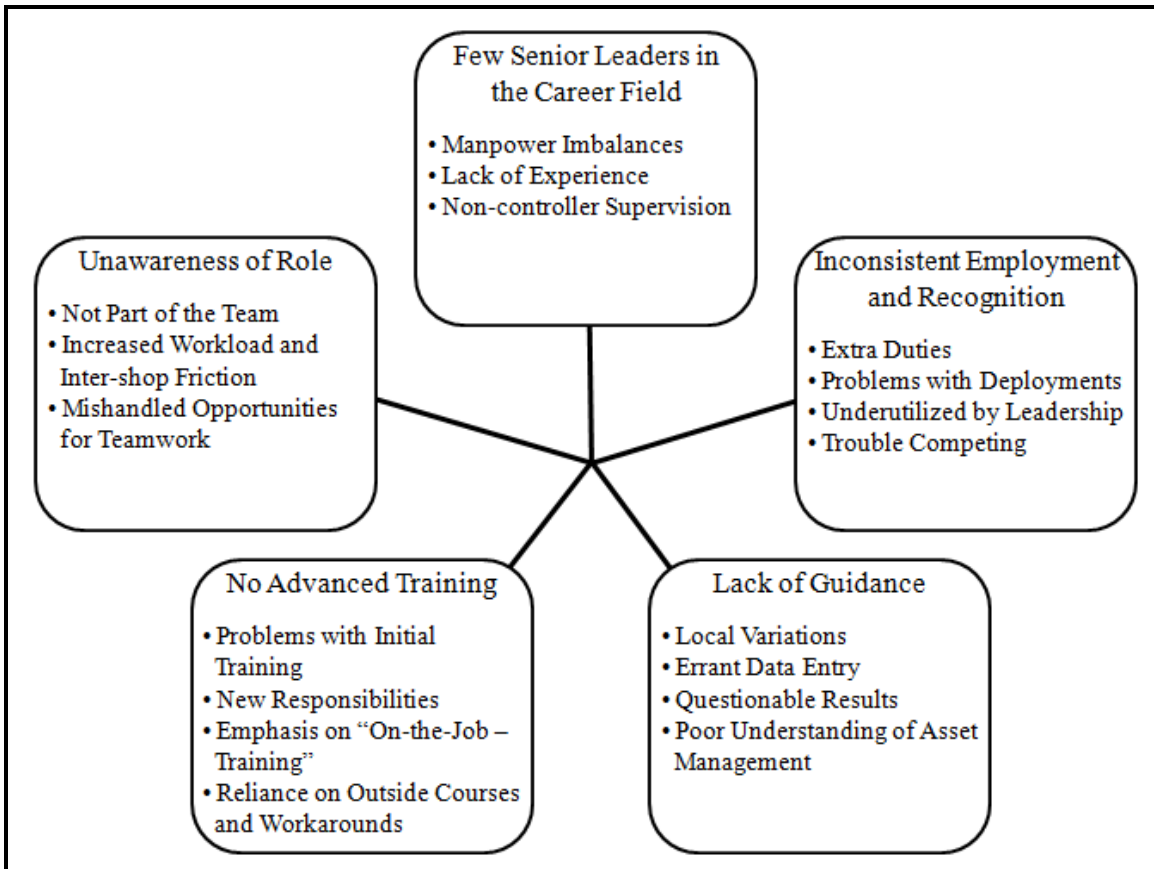 Few Senior Leaders in
the Career Field
• Manpower Imbalances
• Lack of Experience
• Non-controller Supervision
Unawareness of Role
• Not Part of the Team
• Increased Workload and
Inter-shop Friction
• Mishandled Opportunities
for Teamwork
Inconsistent Employment
and Recognition
• Extra Duties
• Problems with Deployments
• Underutilized by Leadership
• Trouble Competing
No Advanced Training
• Problems with Initial
Training
• New Responsibilities
• Emphasis on “On-the-Job –
Training”
• Reliance on Outside Courses
and Workarounds
Lack of Guidance
• Local Variations
• Errant Data Entry
• Questionable Results
• Poor Understanding of Asset
Management